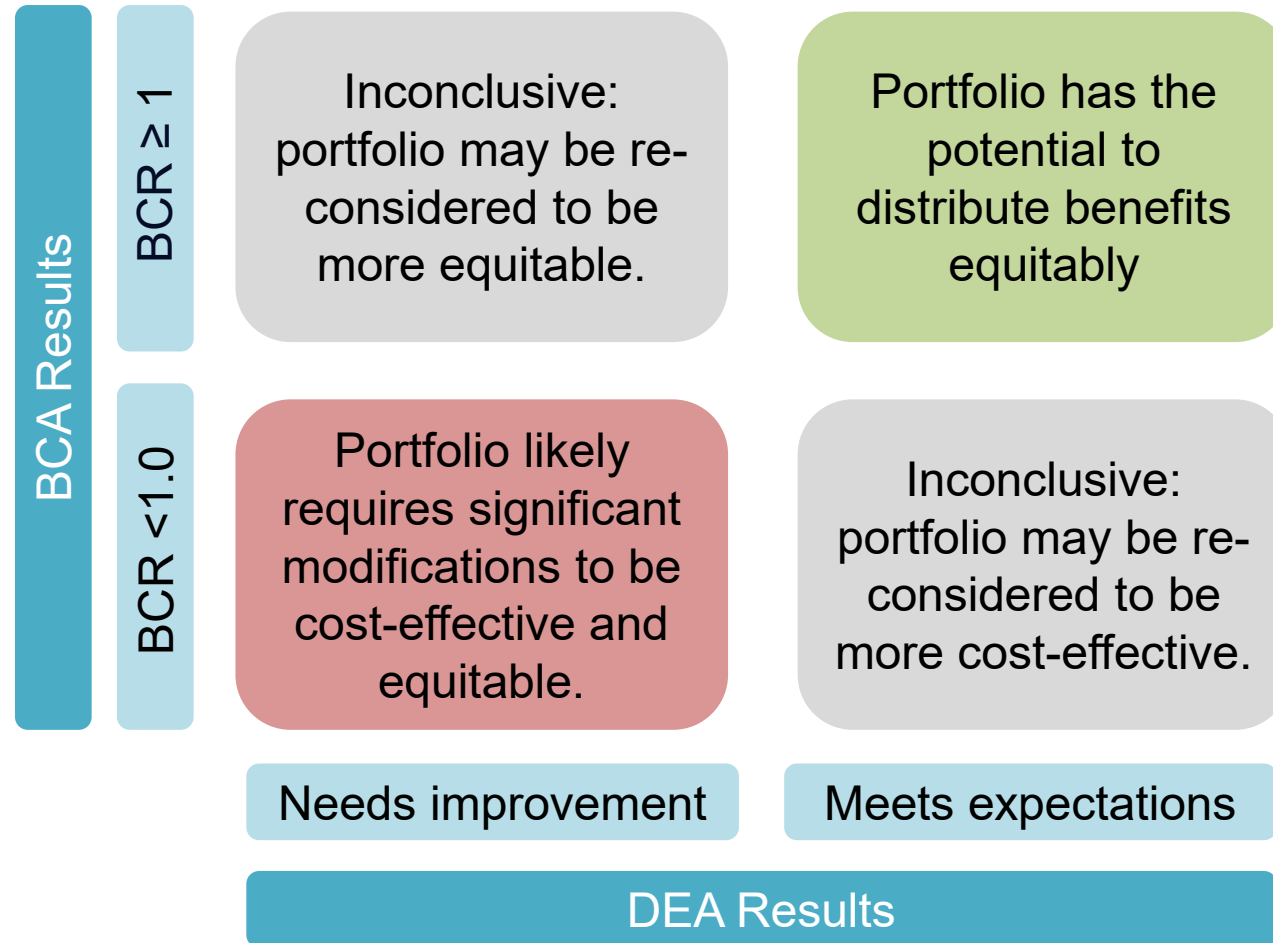 BCA Results
BCR ≥ 1
Inconclusive:
portfolio may be re-
considered to be
more equitable.
Portfolio has the
potential to
distribute benefits
equitably
BCR <1.0
Portfolio likely
requires significant
modifications to be
cost-effective and
equitable.
Inconclusive:
portfolio may be re-
considered to be
more cost-effective.
Needs improvement
Meets expectations
DEA Results